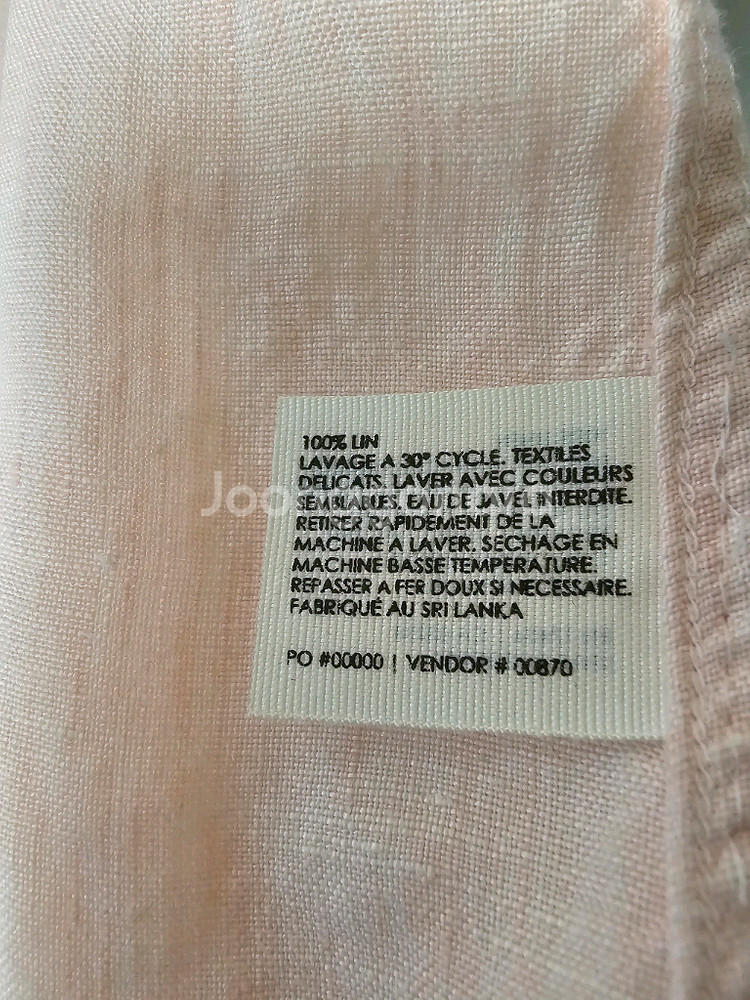 100% LIN
LAVAGE A 30° CYCLE. TEXTILES
DELICATS. LAVER AVEC COULEURS
SEMBLABLES. EAU DE JAVEL INTERDITE.
RETIRER RAPIDEMENT DE LA
MACHINE A LAVER. SECHAGE EN
MACHINE BASSE TEMPERATURE.
REPASSER A FER DOUX SI NECESSAIRE.
FABRIQUÉ AU SRI LANKA
PO #00000 | VENDOR # 00870